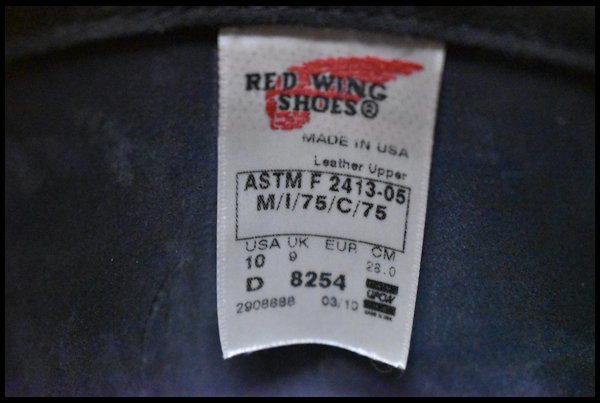 RED WING
SHOES®
MADE IN USA
Leather Upper
ASTM F 2413-05
M/I/75/C/75
USA UK EUR CM
10 9 28.0
D 8254
2908888 03/10